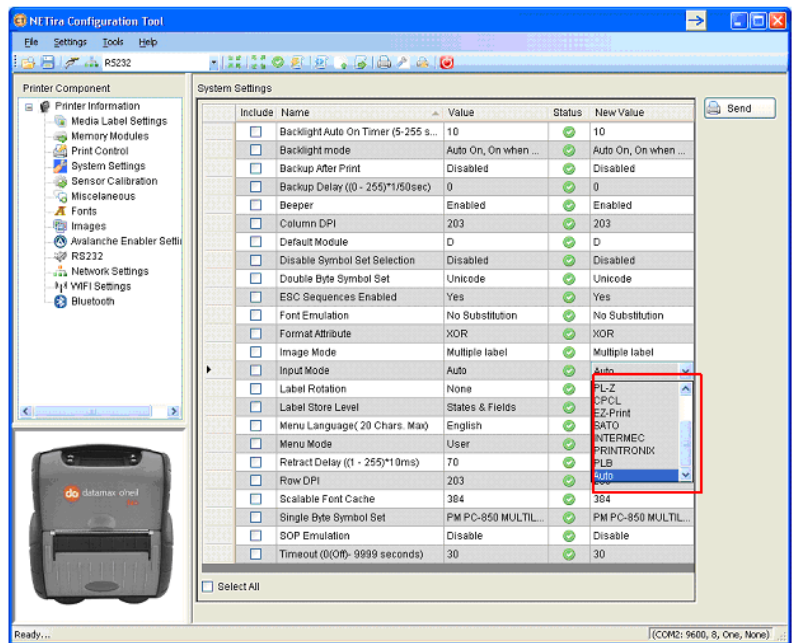 NETira Configuration Tool
File Settings Tools Help
RS232
Printer Component
Printer Information
Media Label Settings
Memory Modules
Print Control
System Settings
Sensor Calibration
Miscelaneous
Fonts
Images
Avalanche Enabler Settin
RS232
Network Settings
WIFI Settings
Bluetooth
datamax o'neil
System Settings
Include Name Value Status New Value
Backlight Auto On Timer (5-255 s... 10 10
Backlight mode Auto On, On when ... Auto On, On when ...
Backup After Print Disabled Disabled
Backup Delay ((0 - 255)*1/50sec) 0 0
Beeper Enabled Enabled
Column DPI 203 203
Default Module D D
Disable Symbol Set Selection Disabled Disabled
Double Byte Symbol Set Unicode Unicode
ESC Sequences Enabled Yes Yes
Font Emulation No Substitution No Substitution
Format Attribute XOR XOR
Image Mode Multiple label Multiple label
Input Mode Auto Auto
Label Rotation None
Label Store Level States & Fields
Menu Language( 20 Chars. Max) English
Menu Mode User
Retract Delay ((1 - 255)*10ms) 70
Row DPI 203
PL-Z
CPCL
EZ-Print
SATO
INTERMEC
PRINTRONIX
PLB
Auto
Scalable Font Cache 384 384
Single Byte Symbol Set PM PC-850 MULTIL... PM PC-850 MULTIL...
SOP Emulation Disable Disable
Timeout (0(Off)- 9999 seconds) 30 30
Select All
Send
Ready...
(COM2: 9600, 8, One, None)